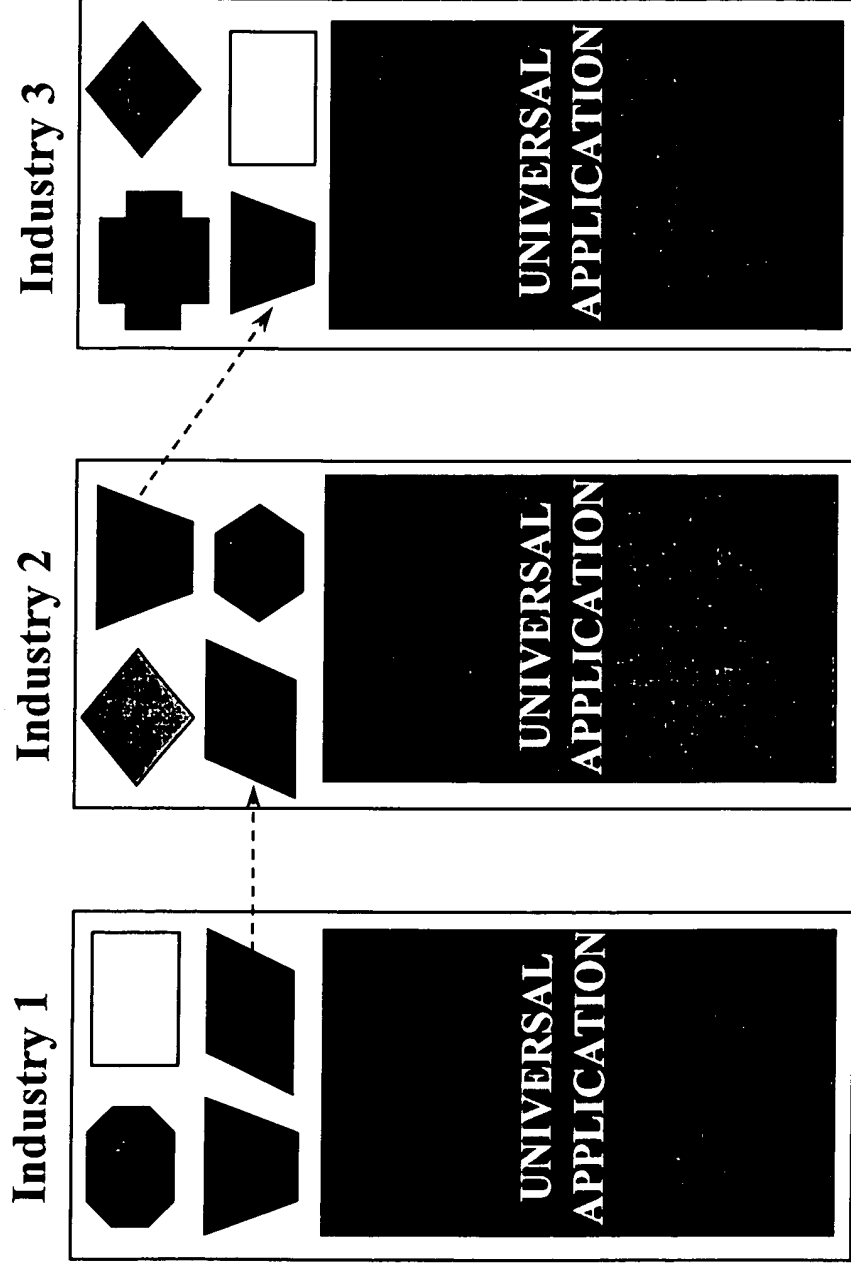 Industry 1
UNIVERSAL
APPLICATION
Industry 2
UNIVERSAL
APPLICATION
Industry 3
UNIVERSAL
APPLICATION